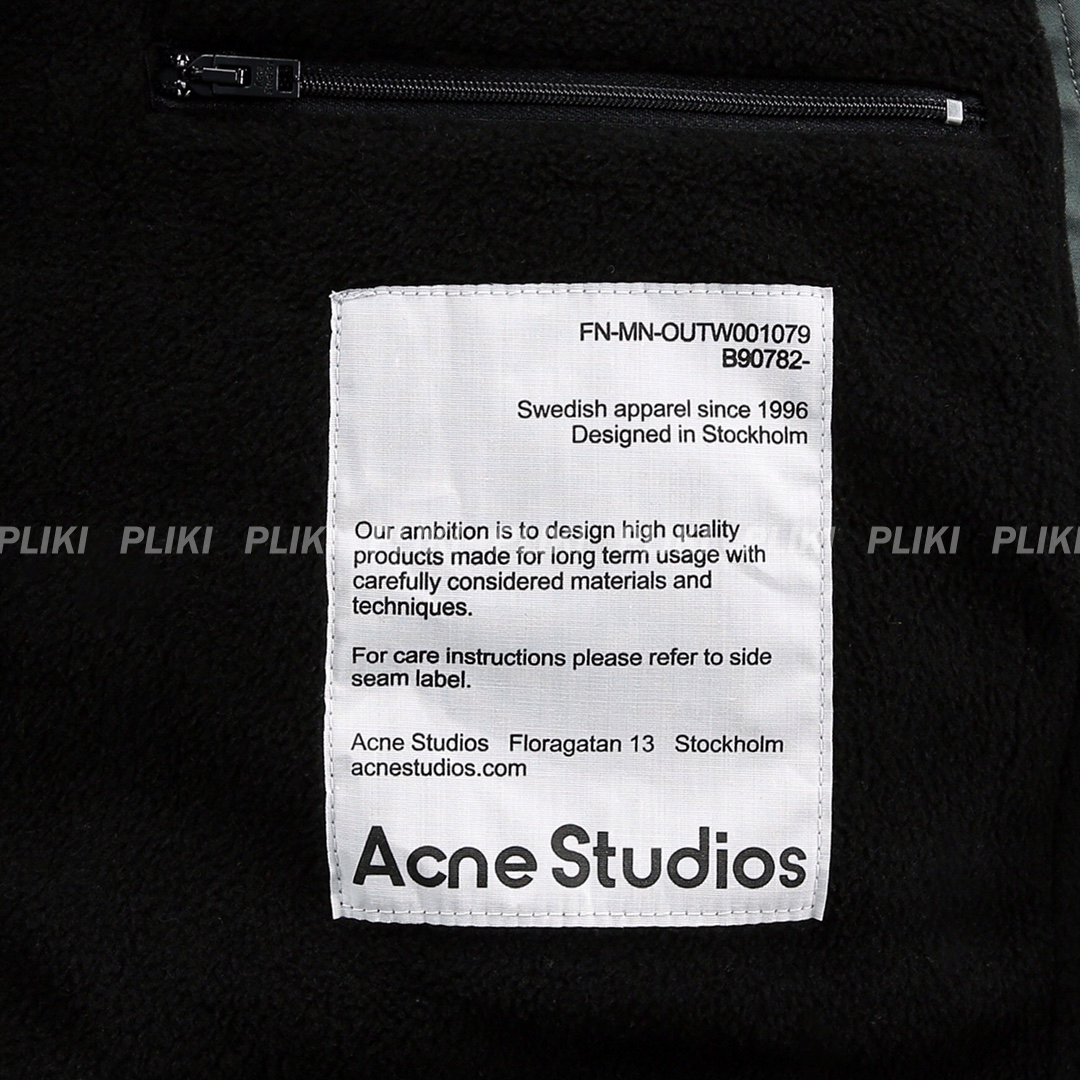 FN-MN-OUTW001079
B90782-
Swedish apparel since 1996
Designed in Stockholm
Our ambition is to design high quality
PLIKI PLIKI PLIKI PLIKI PLIKI
products made for long term usage with
carefully considered materials and
techniques.
For care instructions please refer to side
seam label.
Acne Studios Floragatan 13 Stockholm
acnestudios.com
Acne Studios